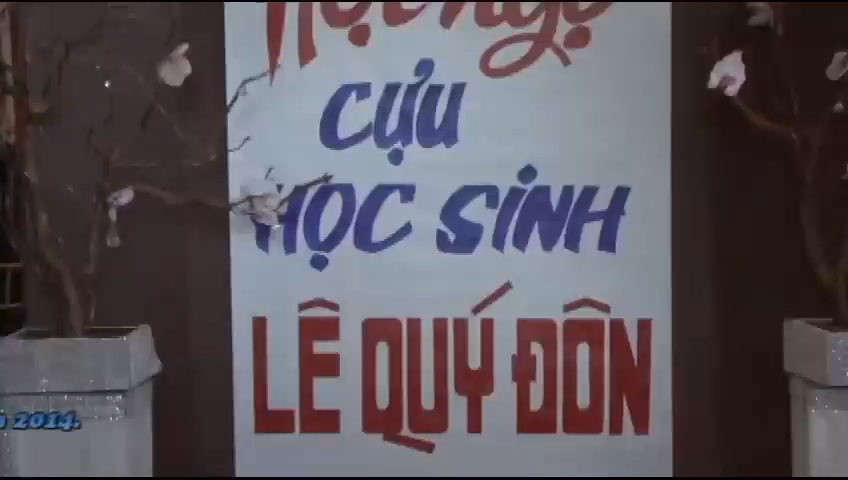 CỰU
HỌC SINH
LÊ QUÝ ĐÔN
2014.